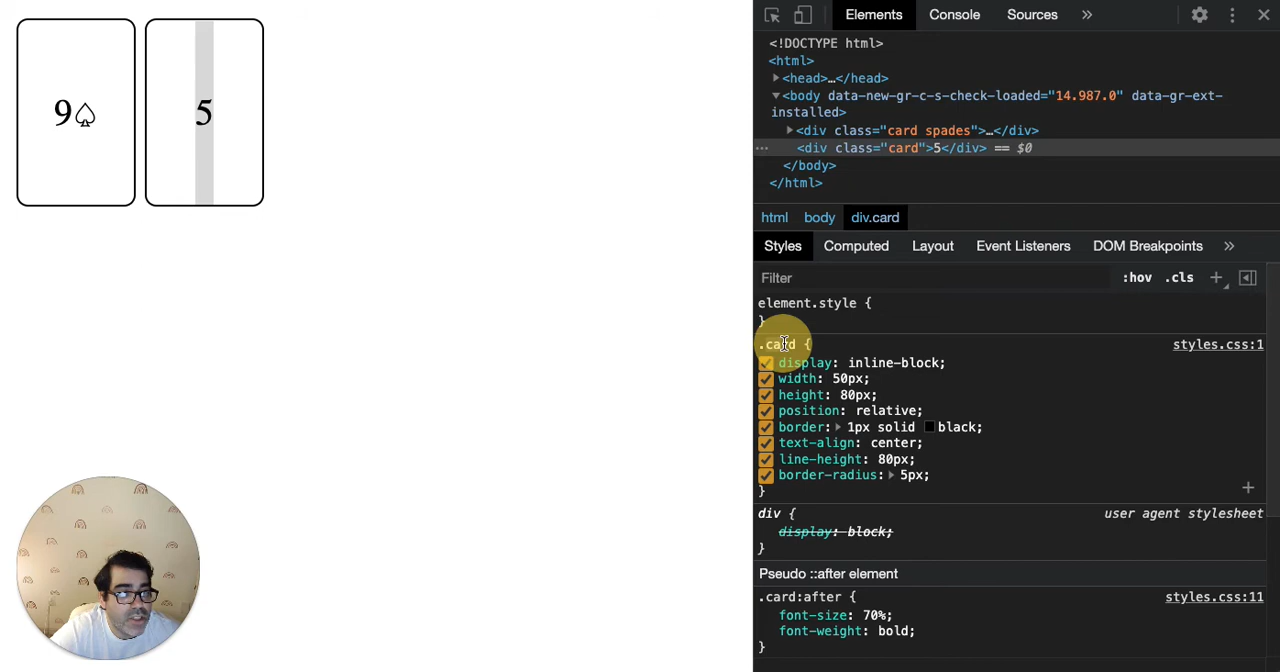 9♤
5
Elements Console Sources »
<!DOCTYPE html>
<html>
<head>…</head>
<body data-new-gr-c-s-check-loaded="14.987.0" data-gr-ext-
installed>
<div class="card spades">…</div>
<div class="card">5</div> == $0
</body>
</html>
html body div.card
Styles Computed Layout Event Listeners DOM Breakpoints »
Filter :hov .cls +
element.style {
}
.card { styles.css:1
display: inline-block;
width: 50px;
height: 80px;
position: relative;
border: 1px solid black;
text-align: center;
line-height: 80px;
border-radius: 5px;
}
div { user agent stylesheet
display: block;
}
Pseudo ::after element
.card:after { styles.css:11
font-size: 70%;
font-weight: bold;
}